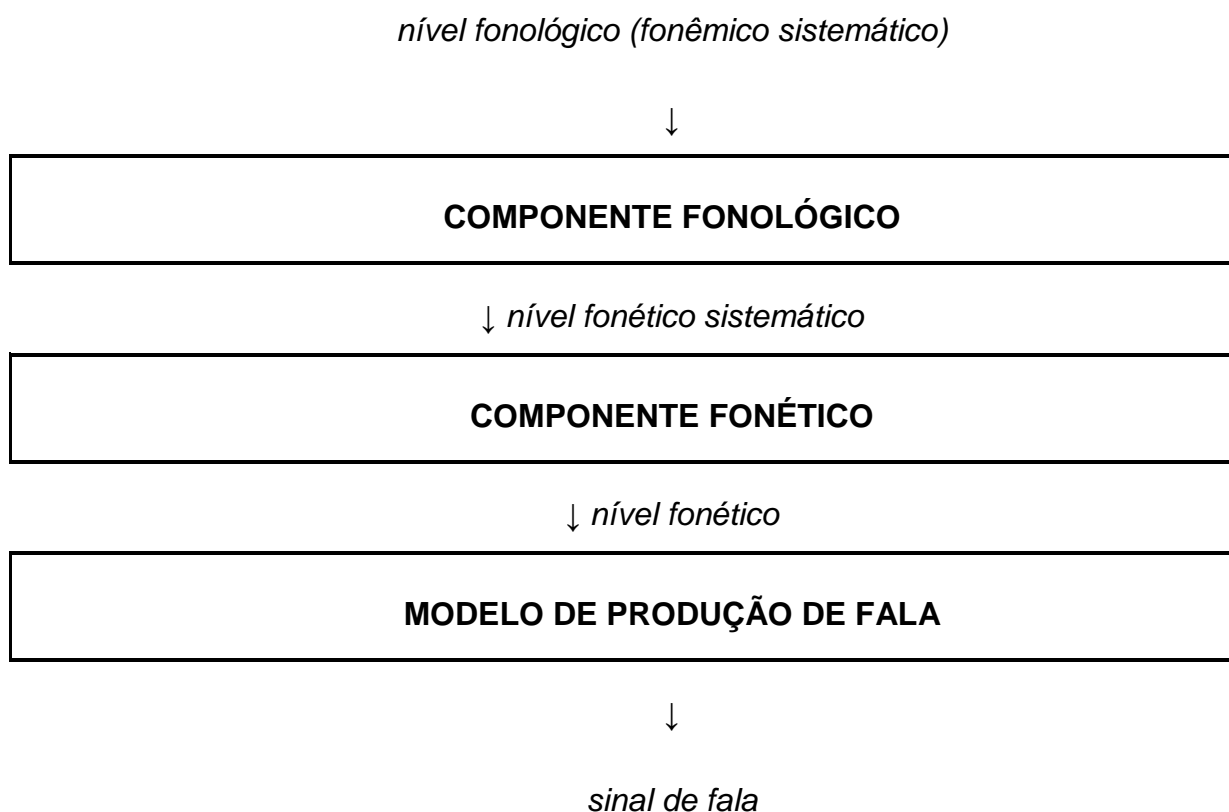 nível fonológico (fonêmico sistemático)
↓
COMPONENTE FONOLÓGICO
↓ nível fonético sistemático
COMPONENTE FONÉTICO
↓ nível fonético
MODELO DE PRODUÇÃO DE FALA
↓
sinal de fala